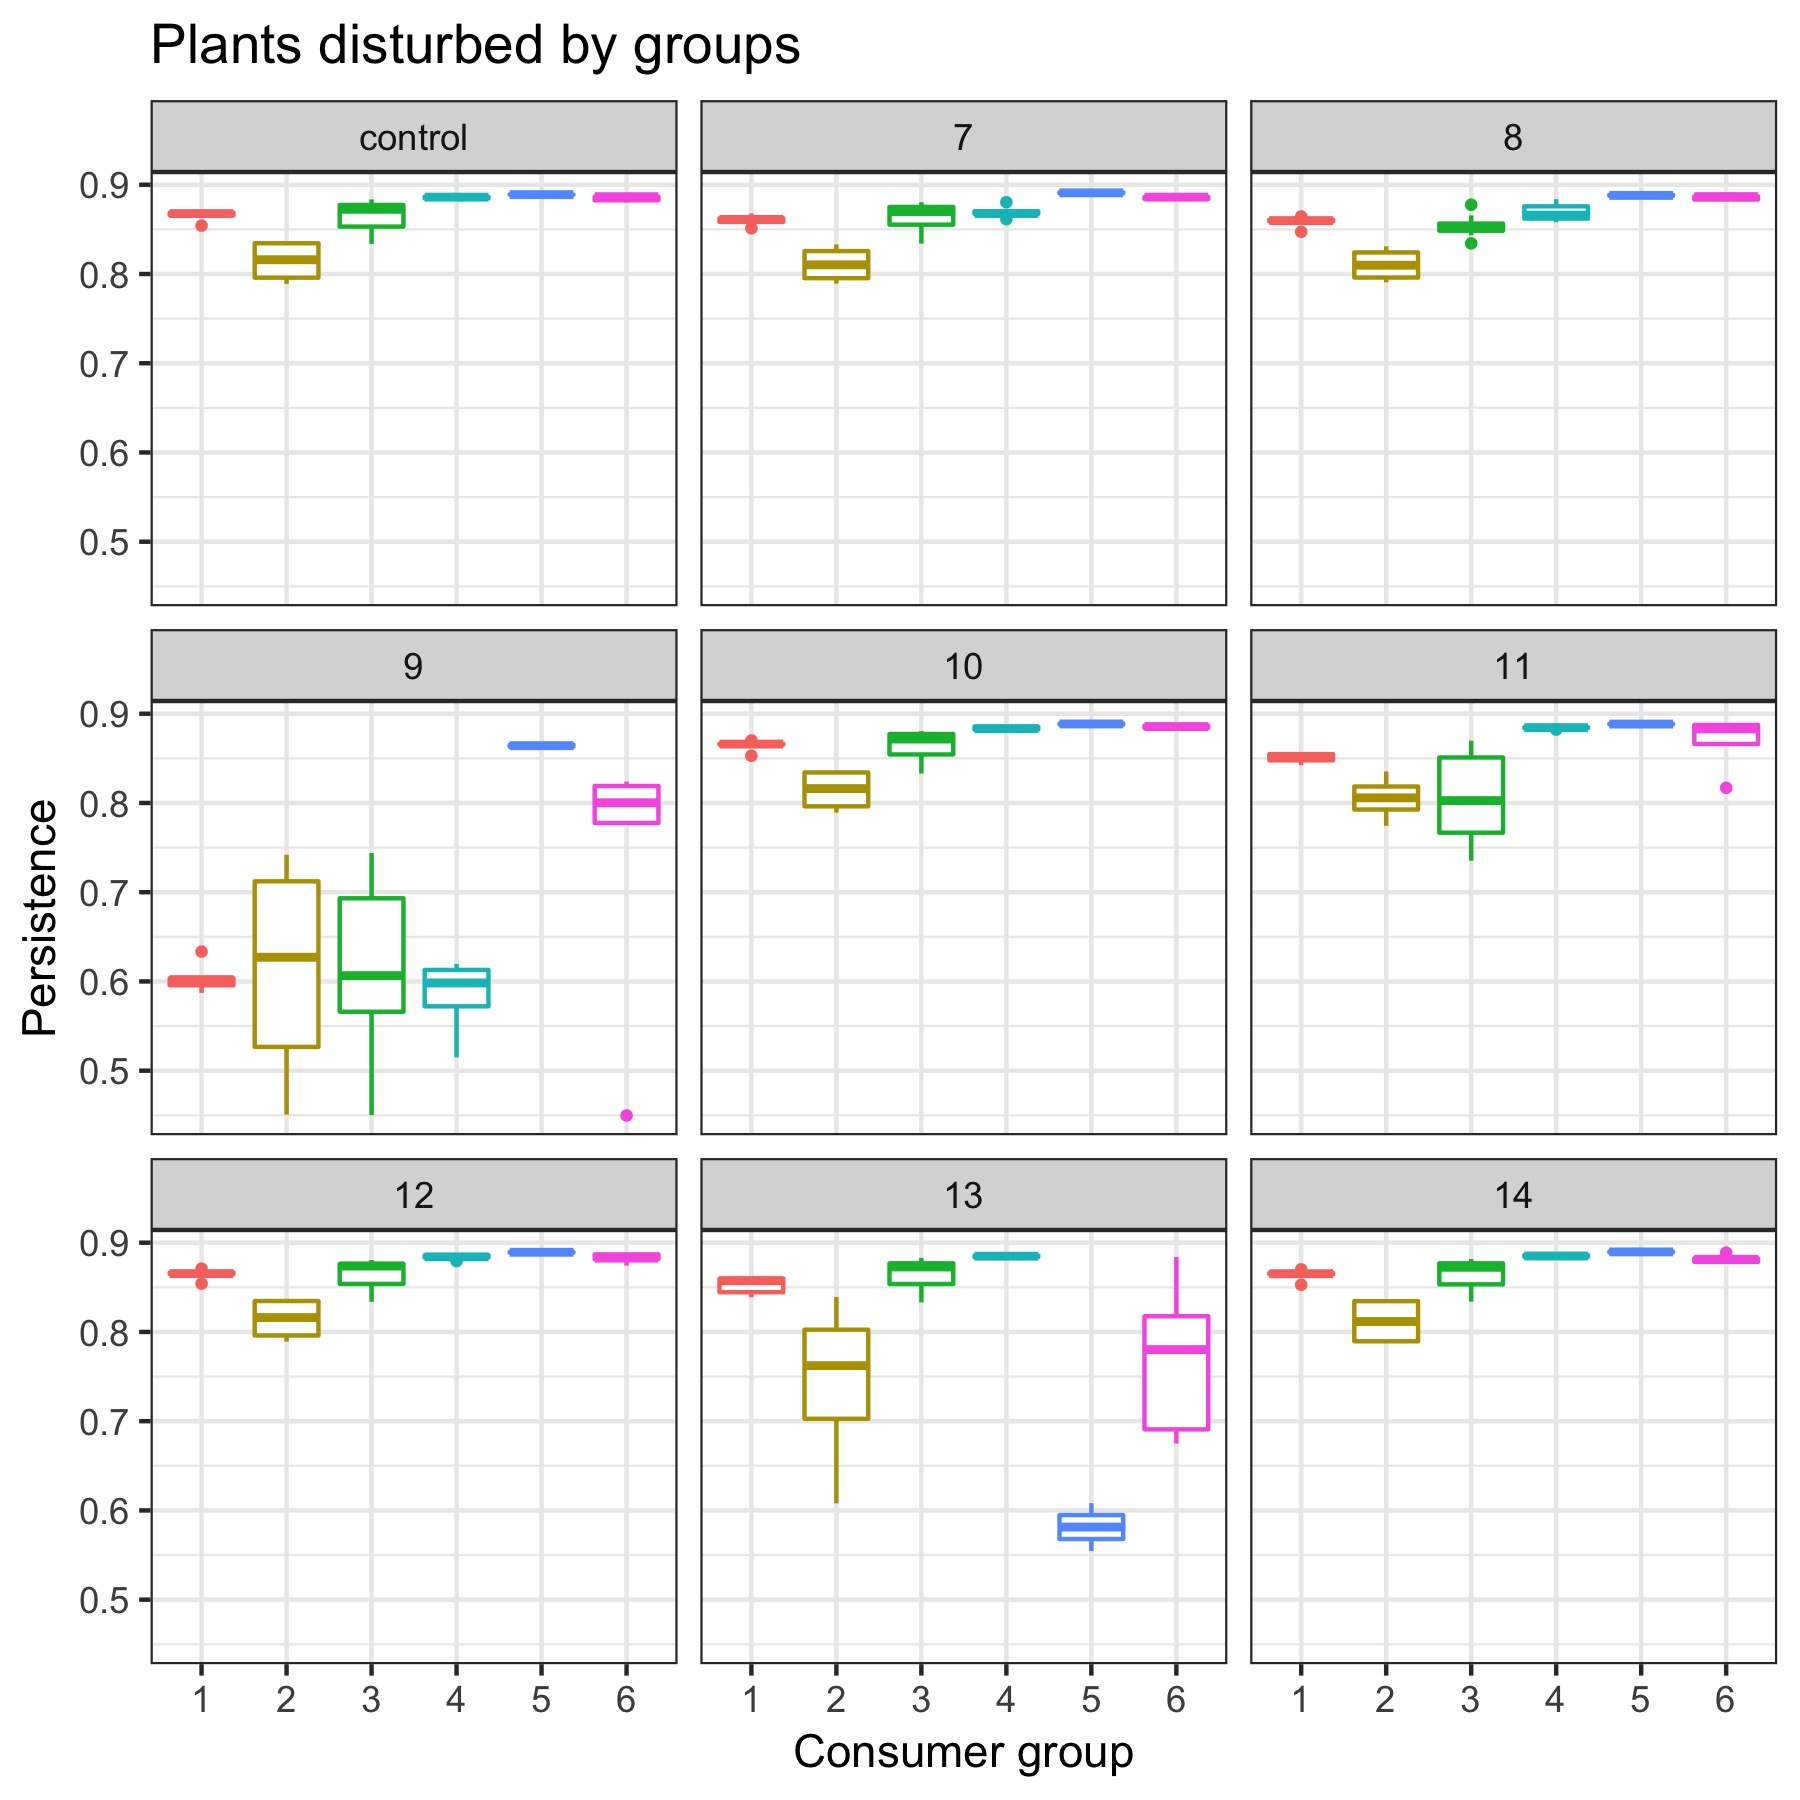 Plants disturbed by groups
control 7 8
0.9
0.8
0.7
0.6
0.5
9 10 11
0.9
0.8
0.7
0.6
0.5
12 13 14
0.9
0.8
0.7
0.6
0.5
1 2 3 4 5 6 1 2 3 4 5 6 1 2 3 4 5 6
Persistence
Consumer group